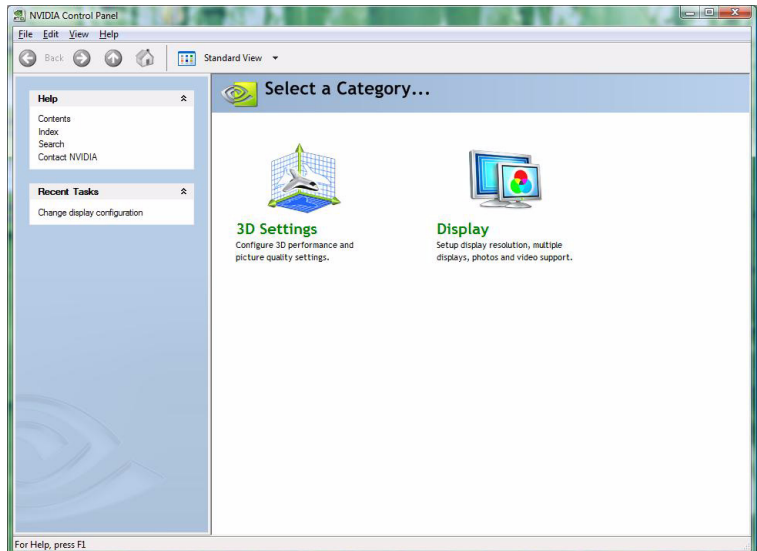 NVIDIA Control Panel
File Edit View Help
Back
Standard View
Help
Contents
Index
Search
Contact NVIDIA
Recent Tasks
Change display configuration
Select a Category...
3D Settings
Configure 3D performance and
picture quality settings.
Display
Setup display resolution, multiple
displays, photos and video support.
For Help, press F1